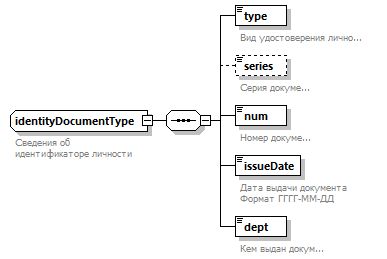 type
Вид удостоверения лично...
series
Серия докуме...
identityDocumentType
Сведения об
идентификаторе личности
num
Номер докуме...
issueDate
Дата выдачи документа
Формат ГГГГ-ММ-ДД
dept
Кем выдан докум...